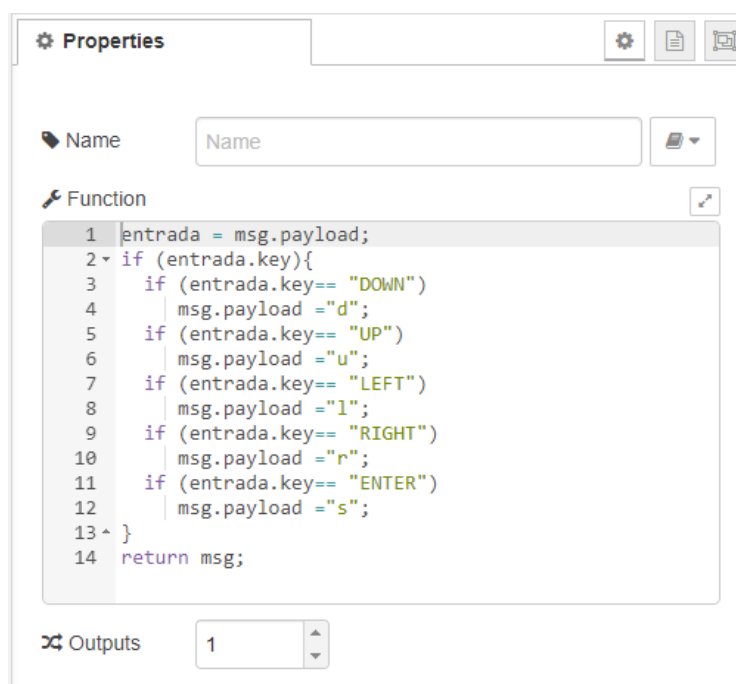 Properties
Name
Name
Function
1 entrada = msg.payload;
2 if (entrada.key){
3 if (entrada.key== "DOWN")
4 msg.payload ="d";
5 if (entrada.key== "UP")
6 msg.payload ="u";
7 if (entrada.key== "LEFT")
8 msg.payload ="l";
9 if (entrada.key== "RIGHT")
10 msg.payload ="r";
11 if (entrada.key== "ENTER")
12 msg.payload ="s";
13 }
14 return msg;
Outputs
1